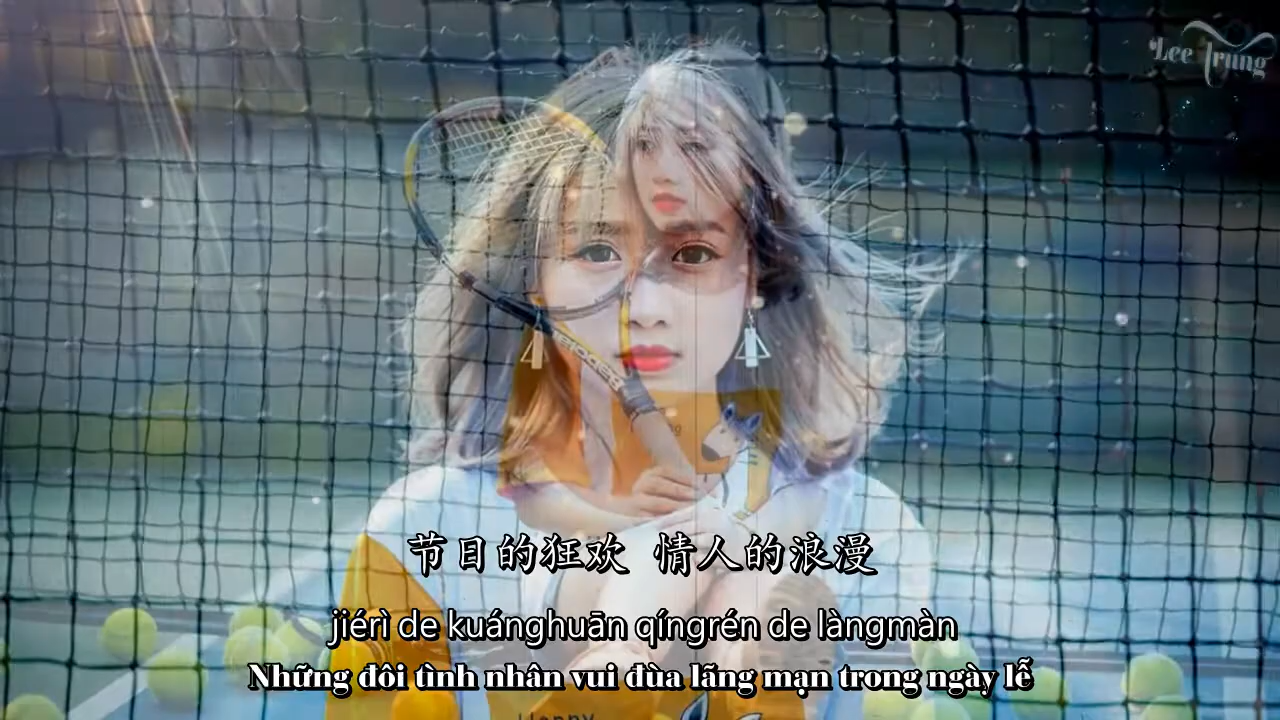 Lee Trung
节日的狂欢 情人的浪漫
jiérì de kuánghuān qíngrén de làngmàn
Những đôi tình nhân vui đùa lãng mạn trong ngày lễ
Happy